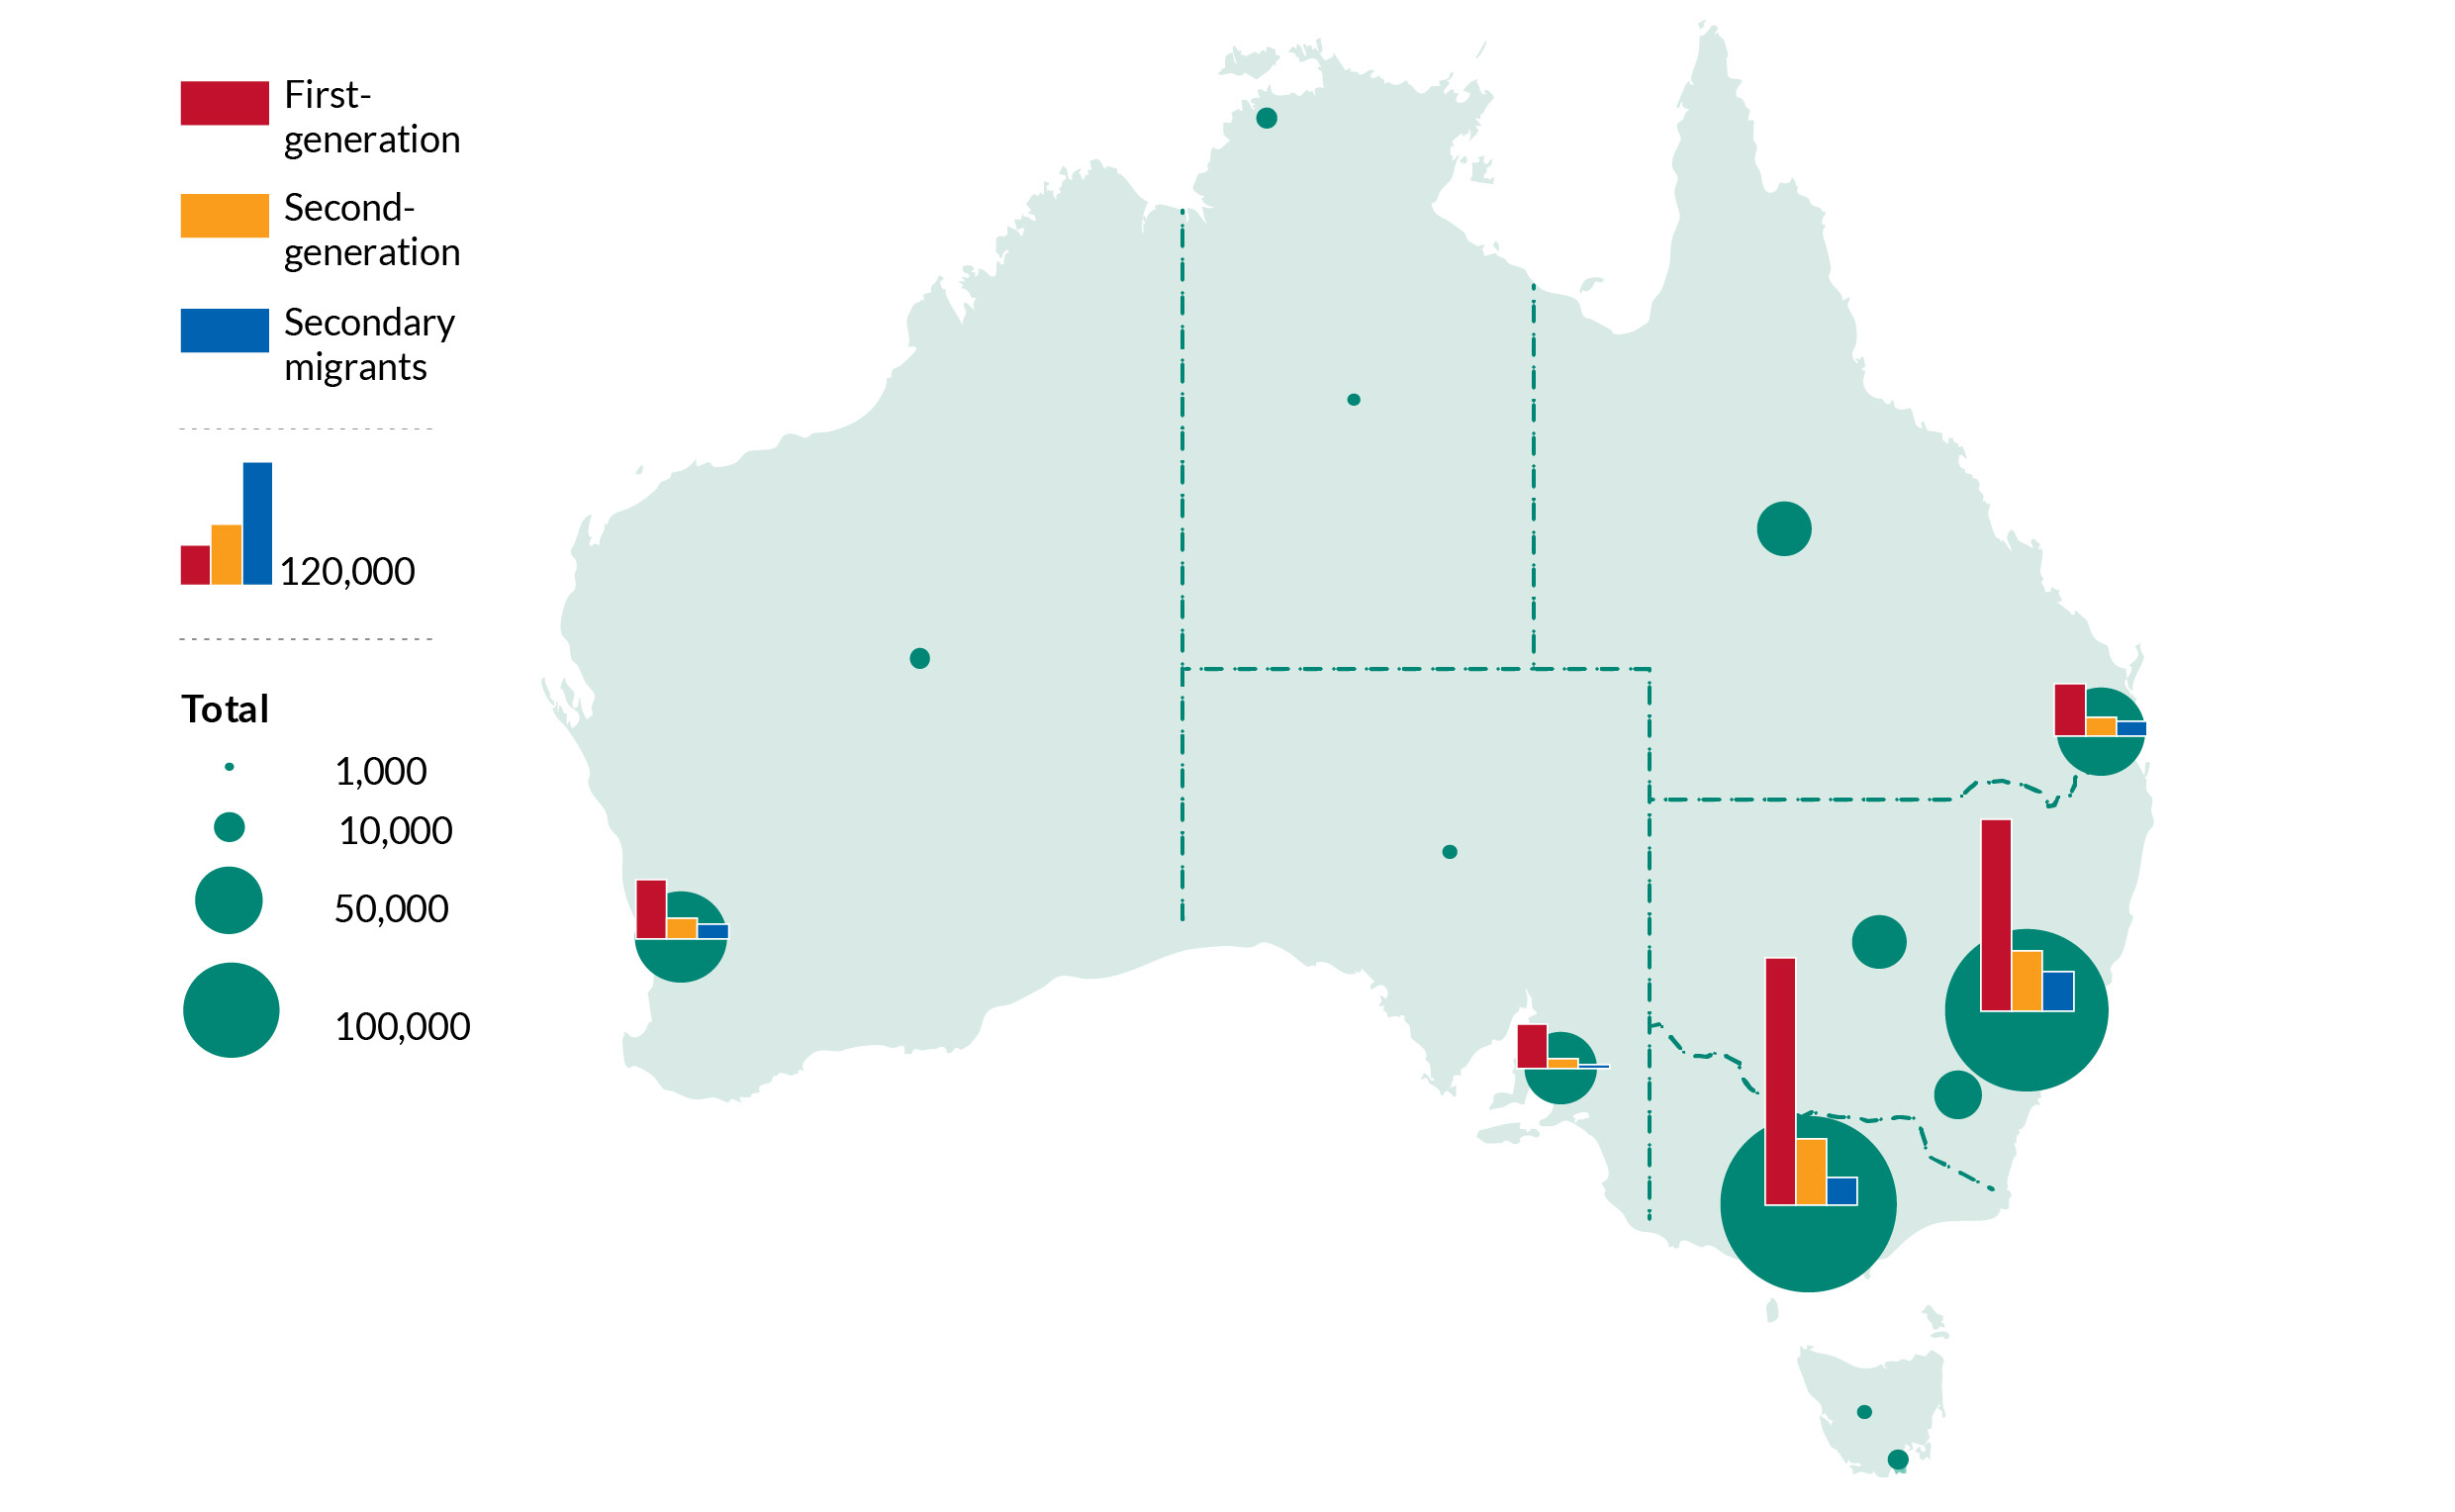 First-
generation
Second-
generation
Secondary
migrants
120,000
Total
1,000
10,000
50,000
100,000